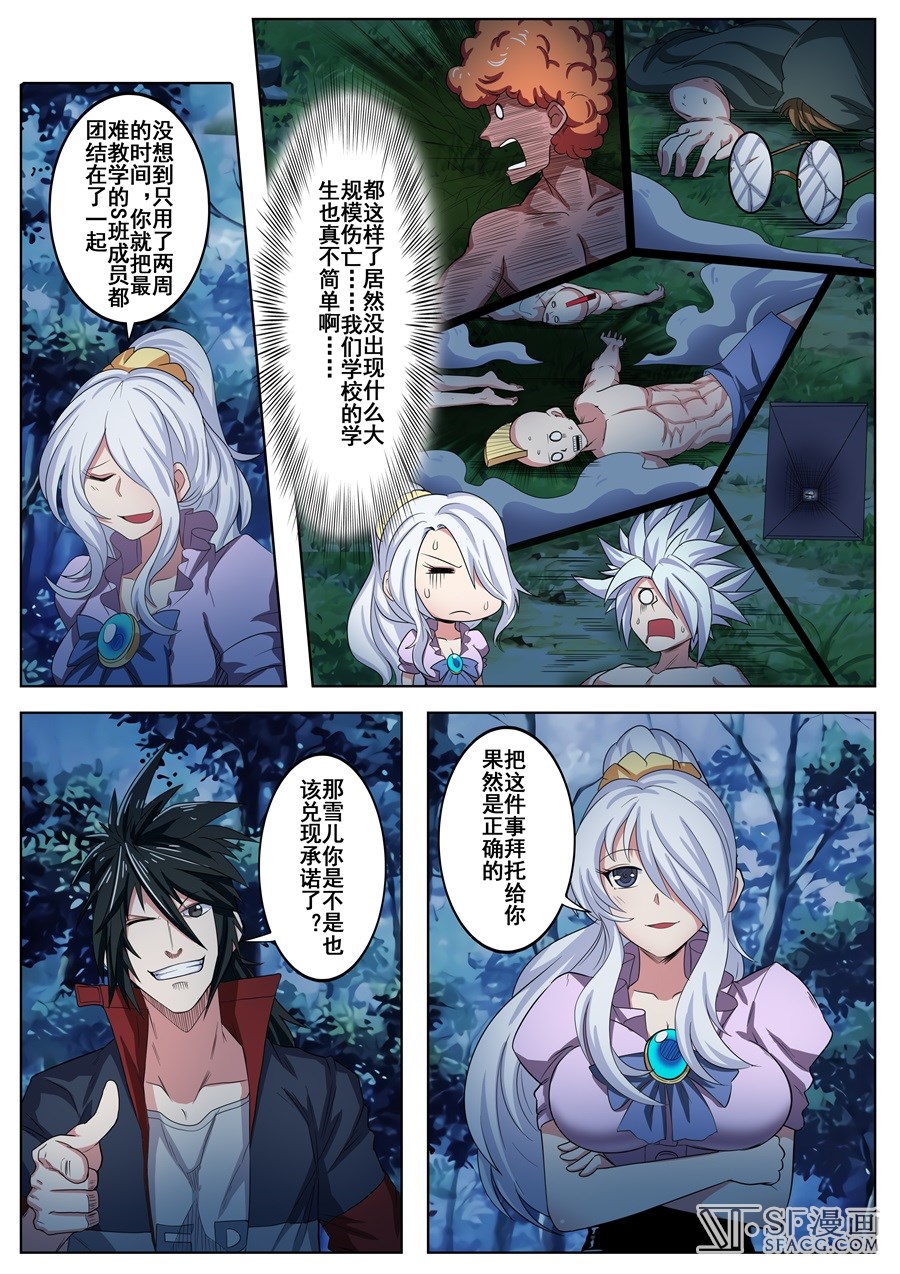 都这样了居然没出现什么大
规模伤亡……我们学校的学
生也真不简单啊……
没想到只用了两周
的时间，你就把最
难教学的S班成员都
团结在了一起
把这件事拜托给你
果然是正确的
那雪儿你是不是也
该兑现承诺了？
SF漫画
SFACG.COM